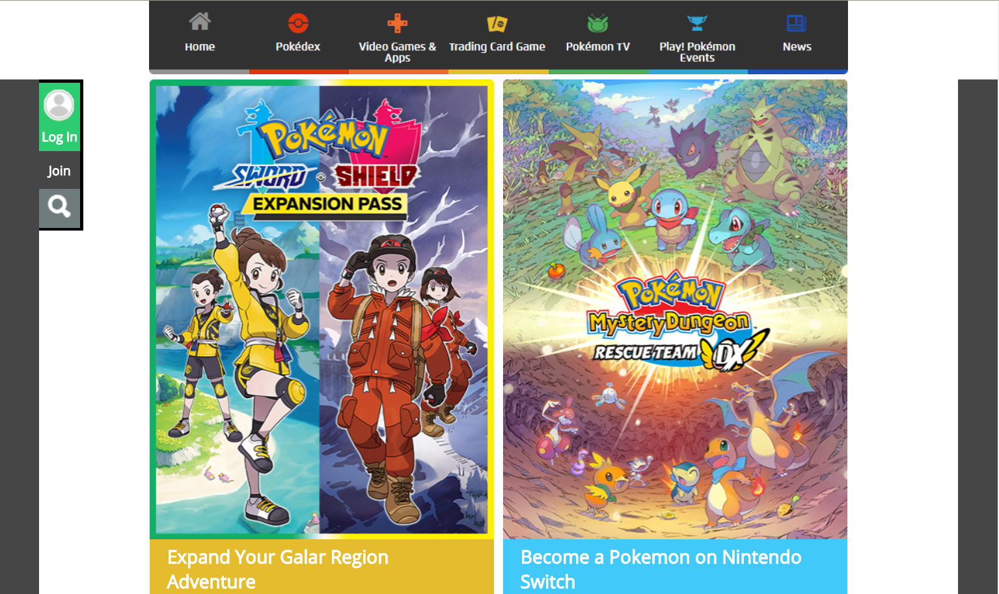 Home
Pokédex
Video Games &
Apps
Trading Card Game
Pokémon TV
Play! Pokémon
Events
News
Log In
Join
POKéMON
SWORD
SHIELD
EXPANSION PASS
Expand Your Galar Region
Adventure
POKéMON
Mystery Dungeon
RESCUE TEAM DX
Become a Pokemon on Nintendo
Switch